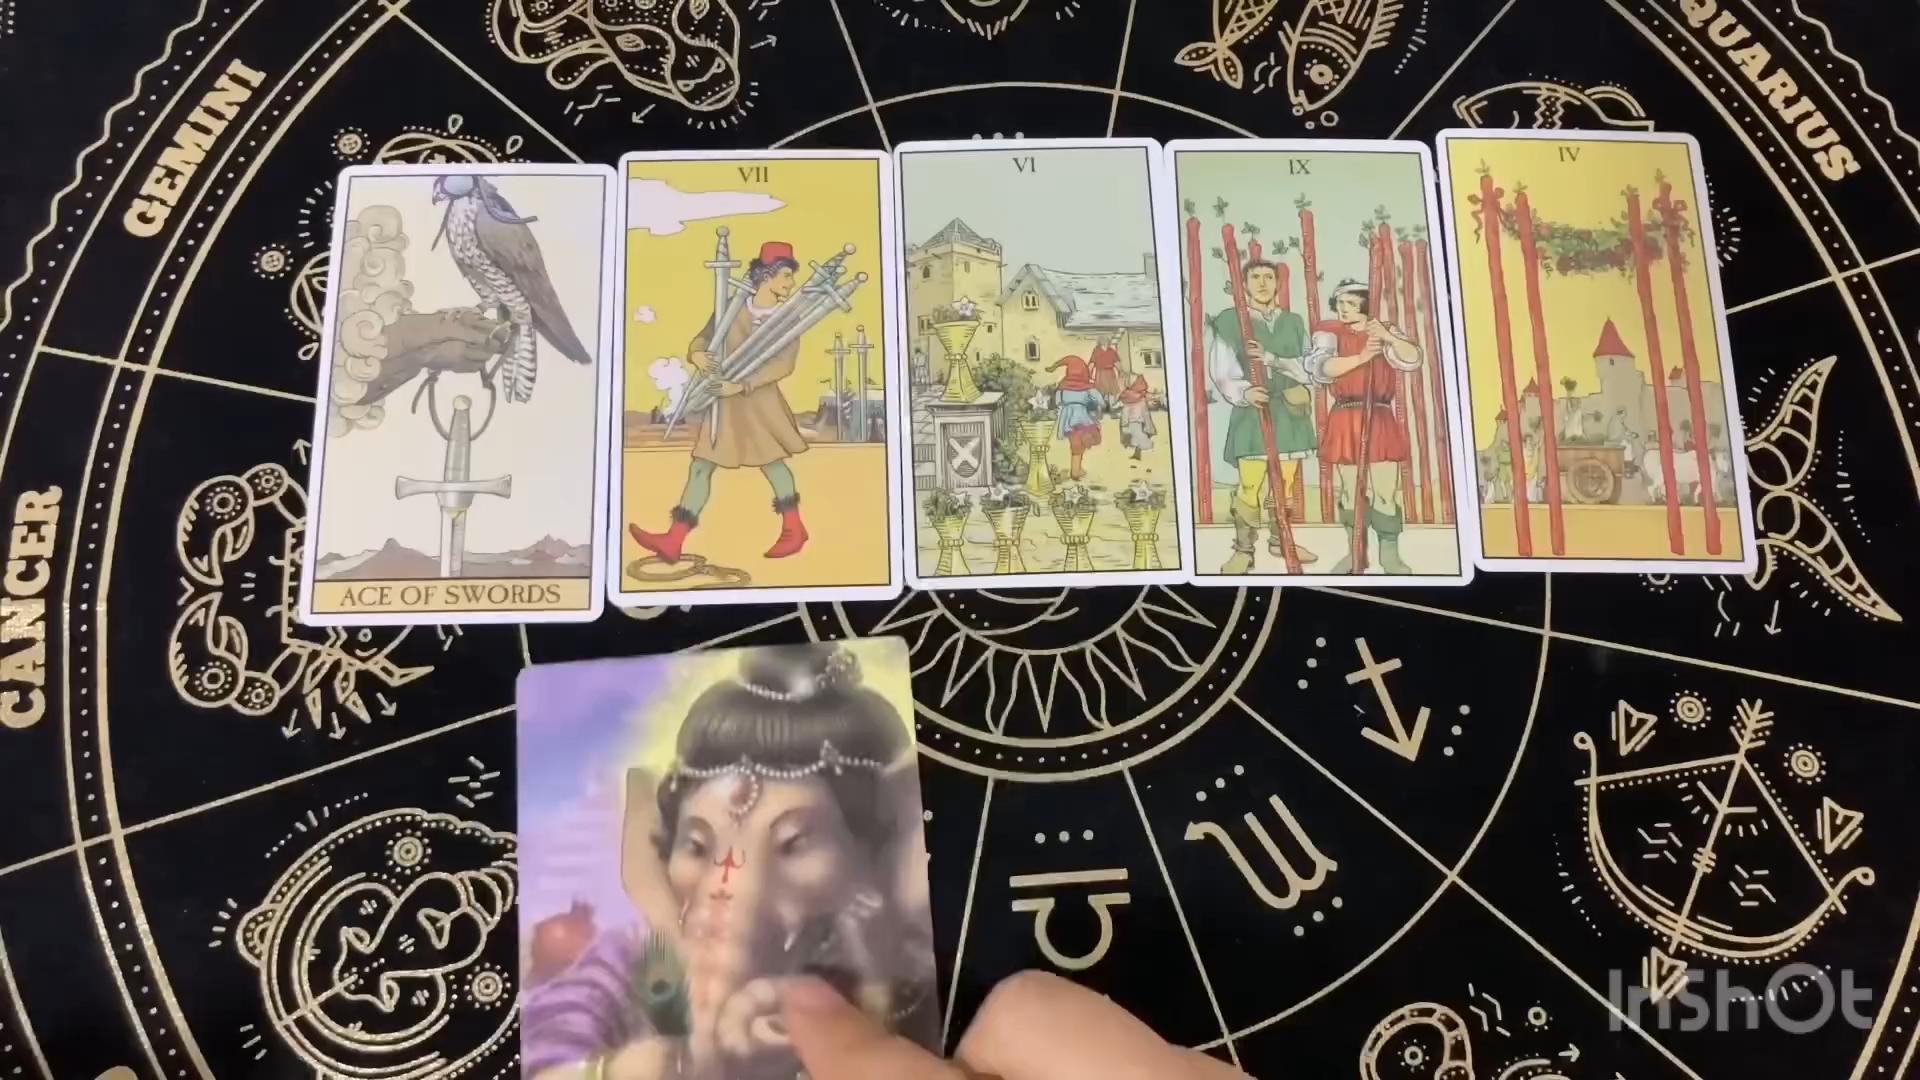 GEMINI
AQUARIUS
CANCER
VII
VI
IX
IV
ACE OF SWORDS
InShOt